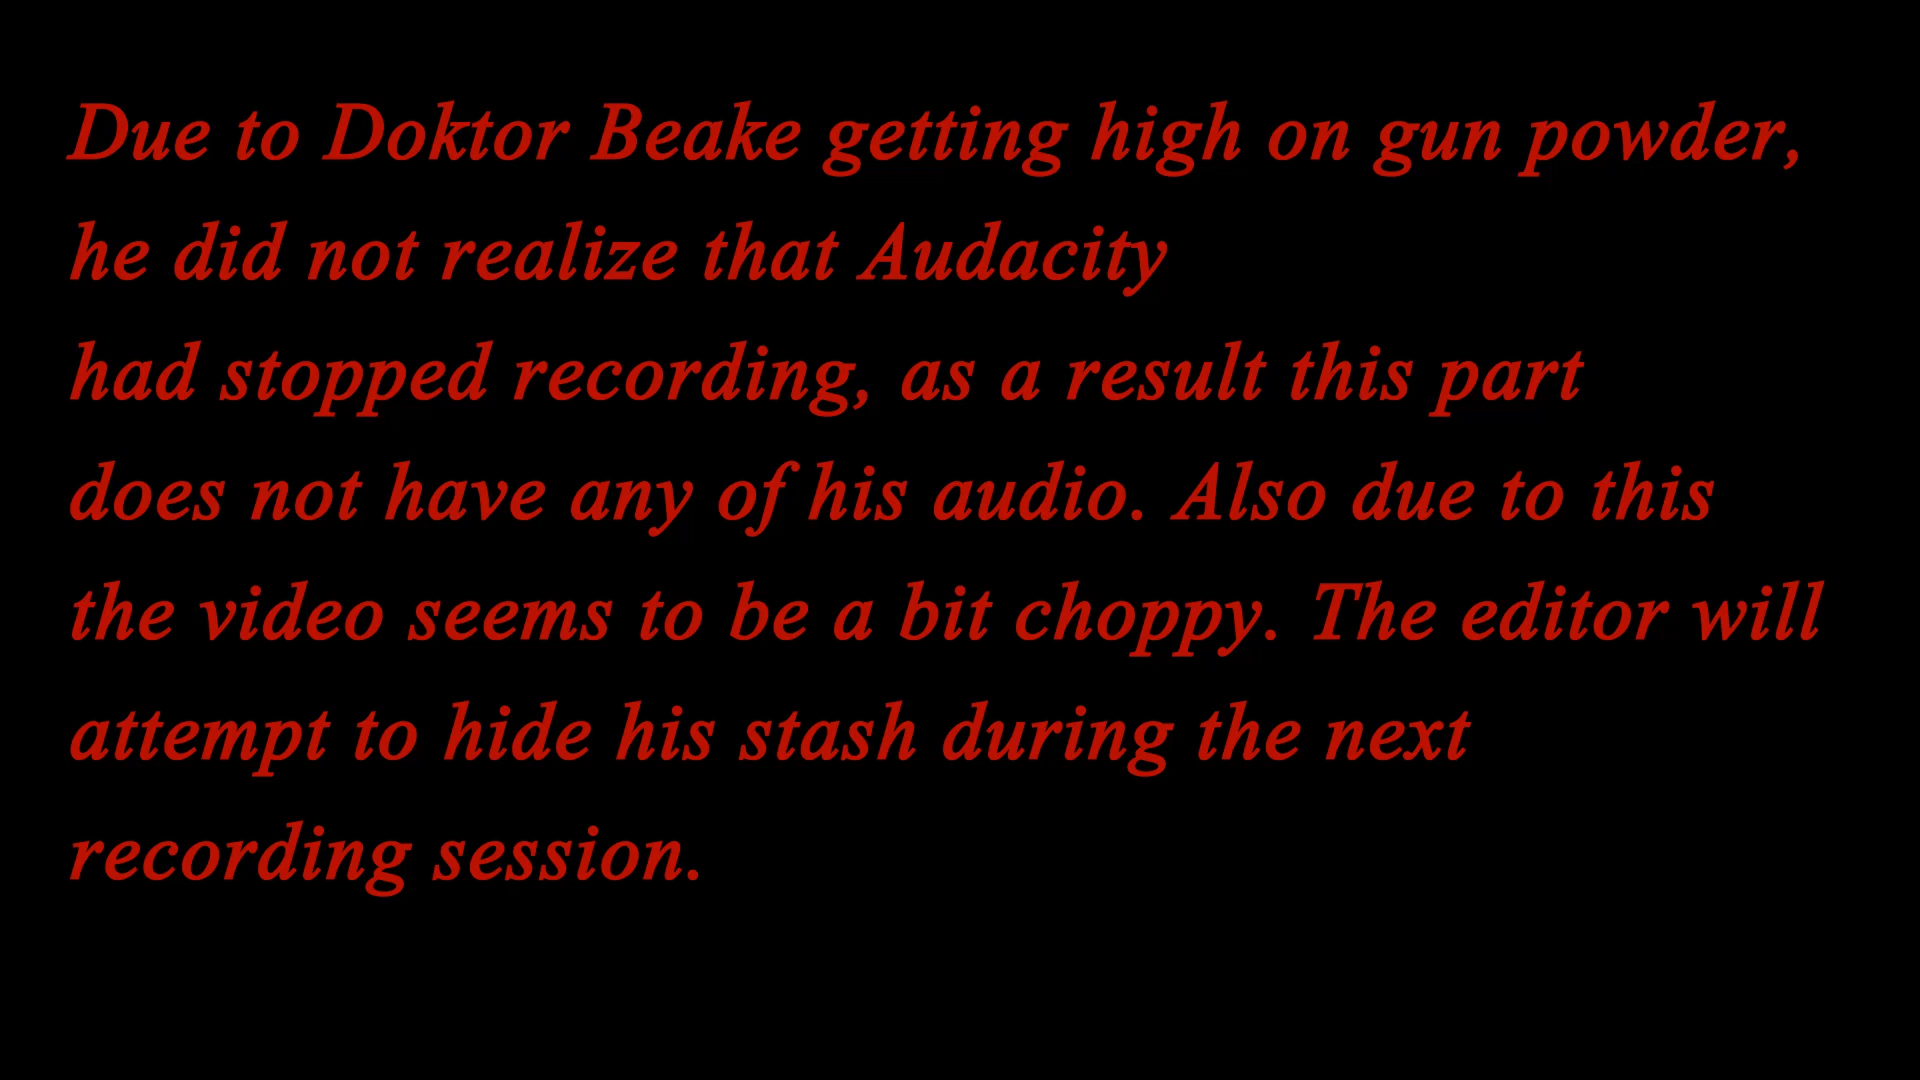 Due to Doktor Beake getting high on gun powder,
he did not realize that Audacity
had stopped recording, as a result this part
does not have any of his audio. Also due to this
the video seems to be a bit choppy. The editor will
attempt to hide his stash during the next
recording session.